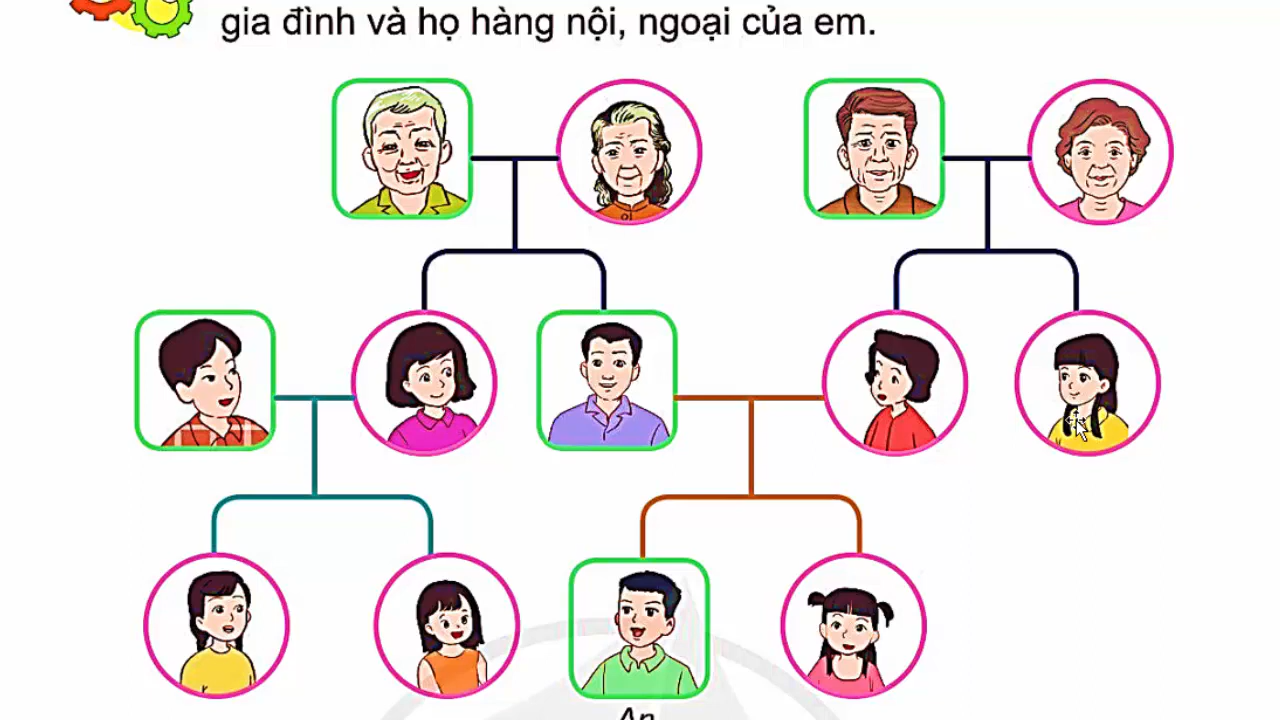 gia đình và họ hàng nội, ngoại của em.
An